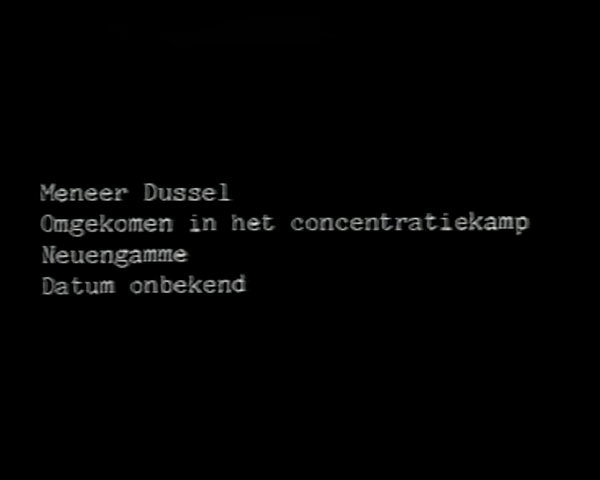 Meneer Dussel
Omgekomen in het concentratiekamp
Neuengamme
Datum onbekend